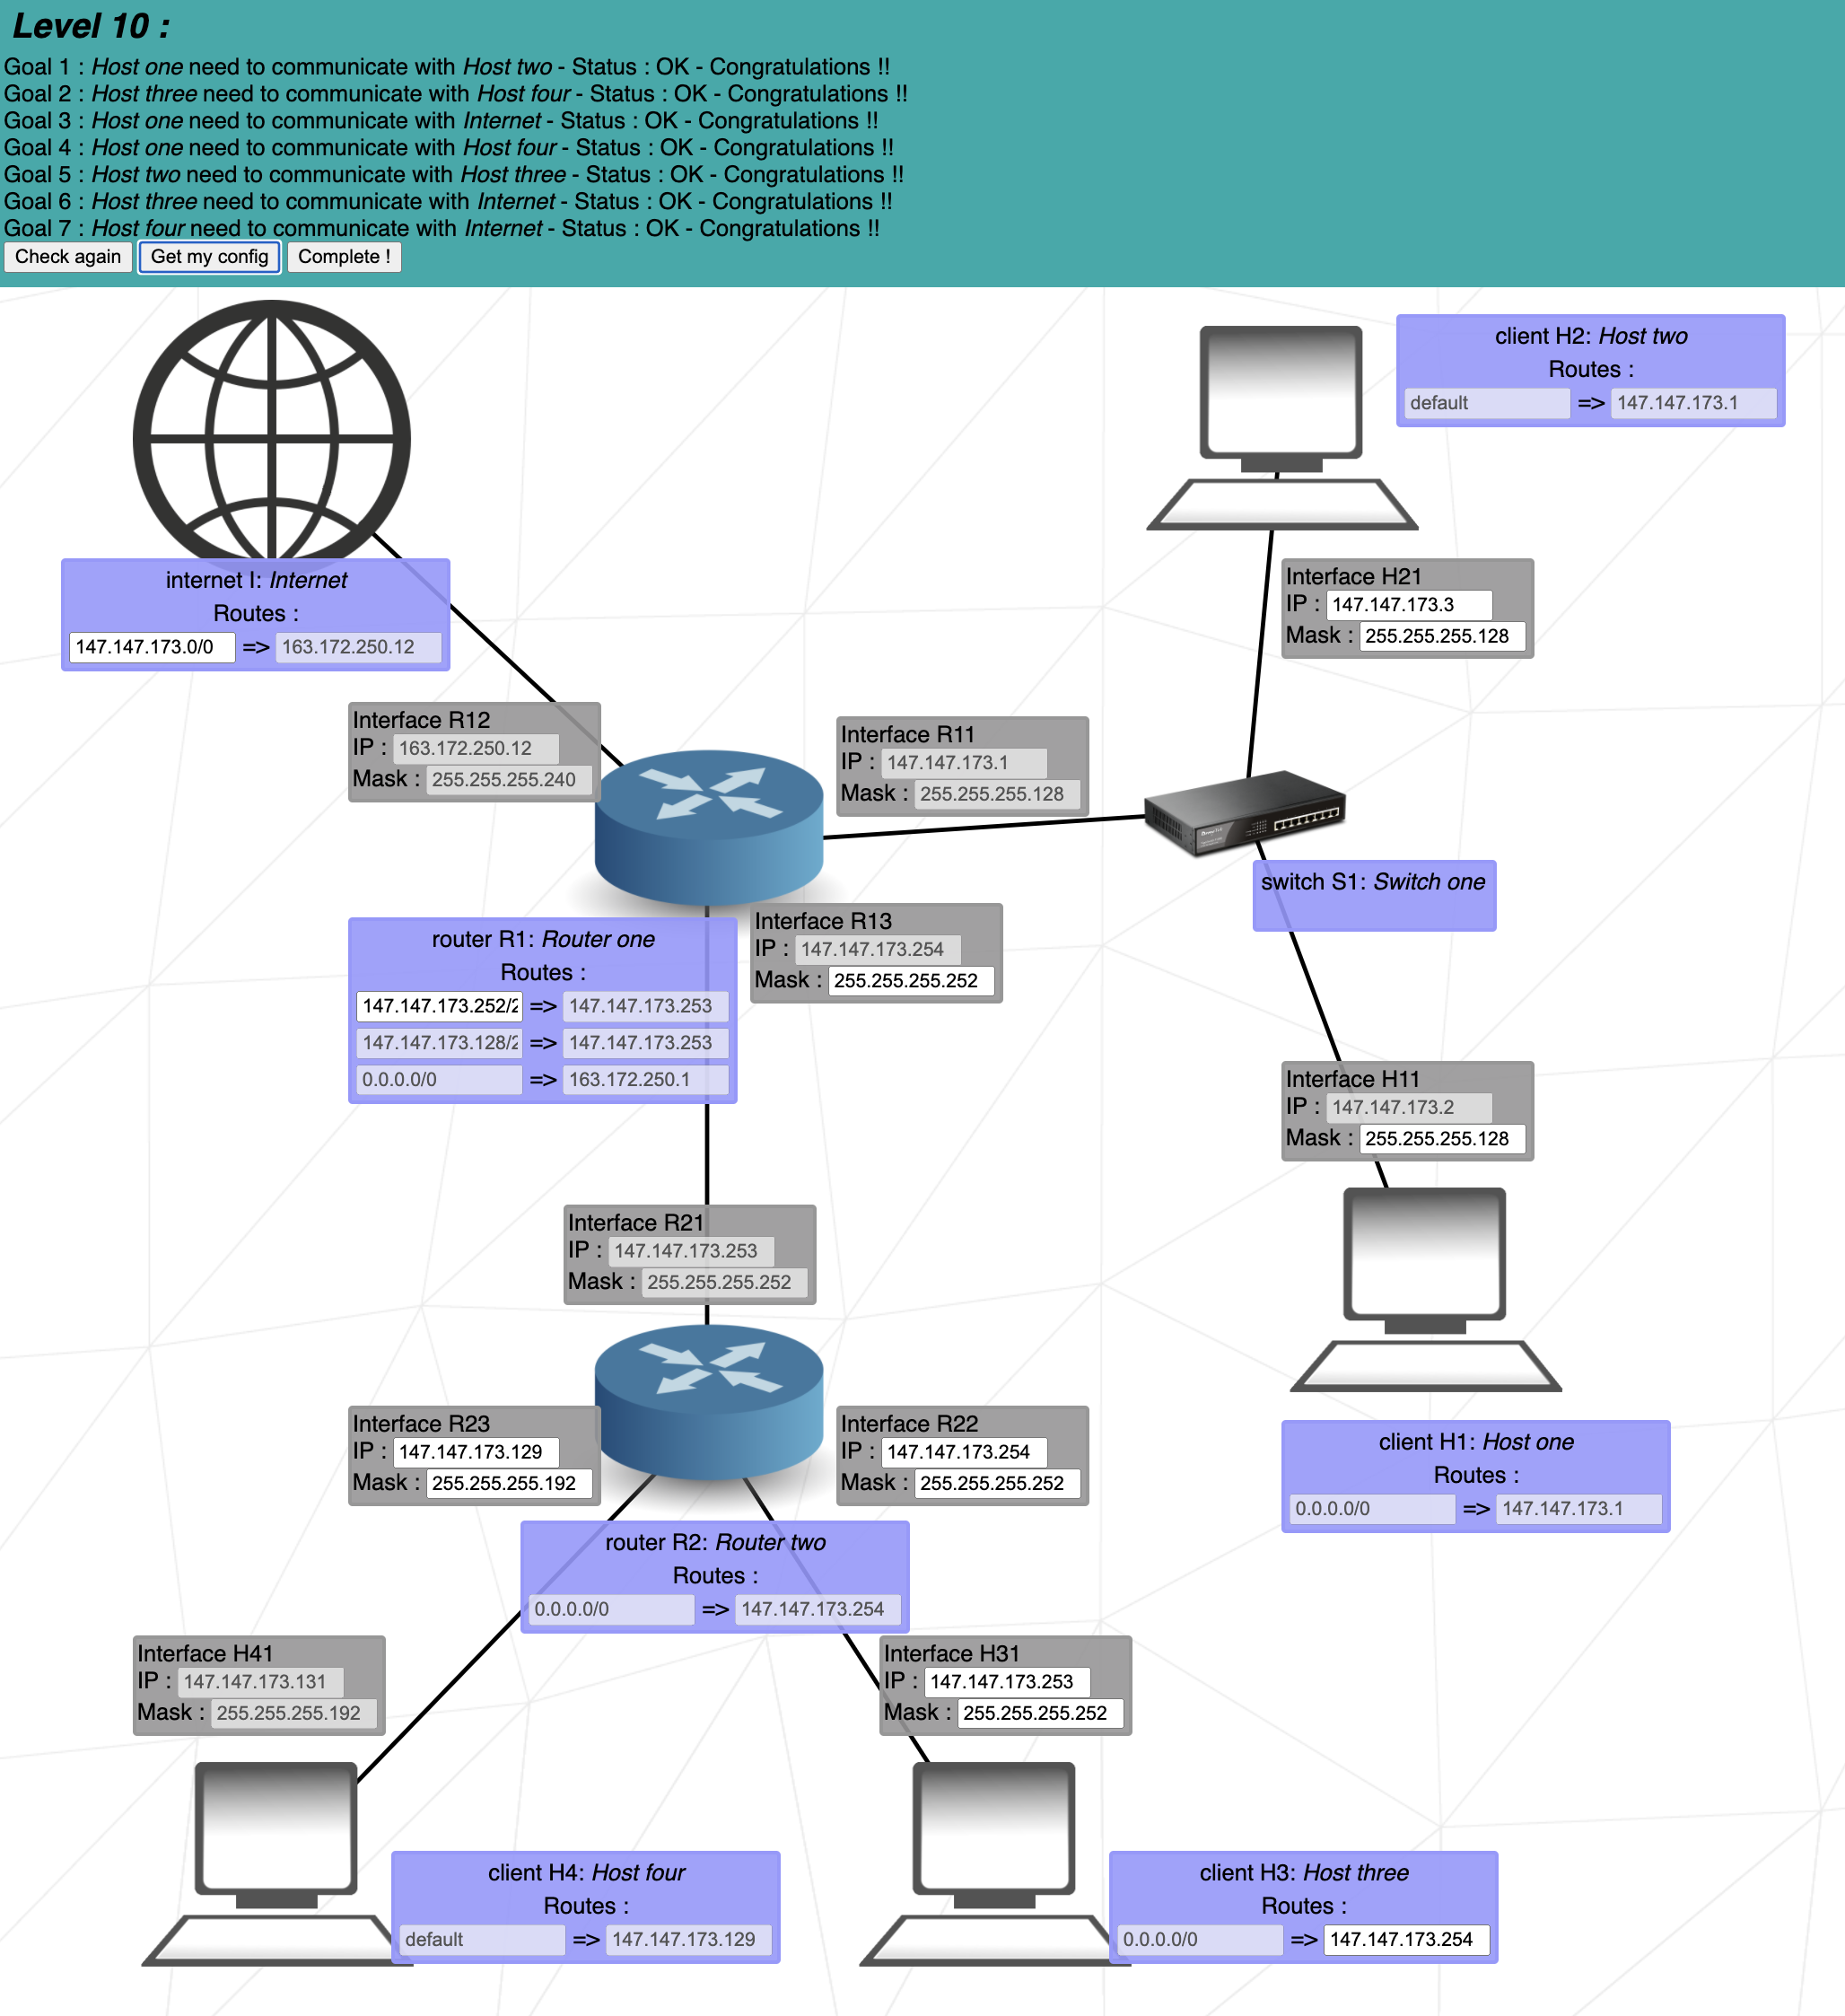 Level 10 :
Goal 1 : Host one need to communicate with Host two - Status : OK - Congratulations !!
Goal 2 : Host three need to communicate with Host four - Status : OK - Congratulations !!
Goal 3 : Host one need to communicate with Internet - Status : OK - Congratulations !!
Goal 4 : Host one need to communicate with Host four - Status : OK - Congratulations !!
Goal 5 : Host two need to communicate with Host three - Status : OK - Congratulations !!
Goal 6 : Host three need to communicate with Internet - Status : OK - Congratulations !!
Goal 7 : Host four need to communicate with Internet - Status : OK - Congratulations !!
Check again Get my config Complete !
client H2: Host two
Routes :
default => 147.147.173.1
internet I: Internet
Routes :
147.147.173.0/0 => 163.172.250.12
Interface H21
IP : 147.147.173.3
Mask : 255.255.255.128
Interface R12
IP : 163.172.250.12
Mask : 255.255.255.240
Interface R11
IP : 147.147.173.1
Mask : 255.255.255.128
switch S1: Switch one
Interface R13
IP : 147.147.173.254
Mask : 255.255.255.252
router R1: Router one
Routes :
147.147.173.252/2 => 147.147.173.253
147.147.173.128/2 => 147.147.173.253
0.0.0.0/0 => 163.172.250.1
Interface H11
IP : 147.147.173.2
Mask : 255.255.255.128
Interface R21
IP : 147.147.173.253
Mask : 255.255.255.252
Interface R23
IP : 147.147.173.129
Mask : 255.255.255.192
Interface R22
IP : 147.147.173.254
Mask : 255.255.255.252
client H1: Host one
Routes :
0.0.0.0/0 => 147.147.173.1
router R2: Router two
Routes :
0.0.0.0/0 => 147.147.173.254
Interface H41
IP : 147.147.173.131
Mask : 255.255.255.192
Interface H31
IP : 147.147.173.253
Mask : 255.255.255.252
client H4: Host four
Routes :
default => 147.147.173.129
client H3: Host three
Routes :
0.0.0.0/0 => 147.147.173.254